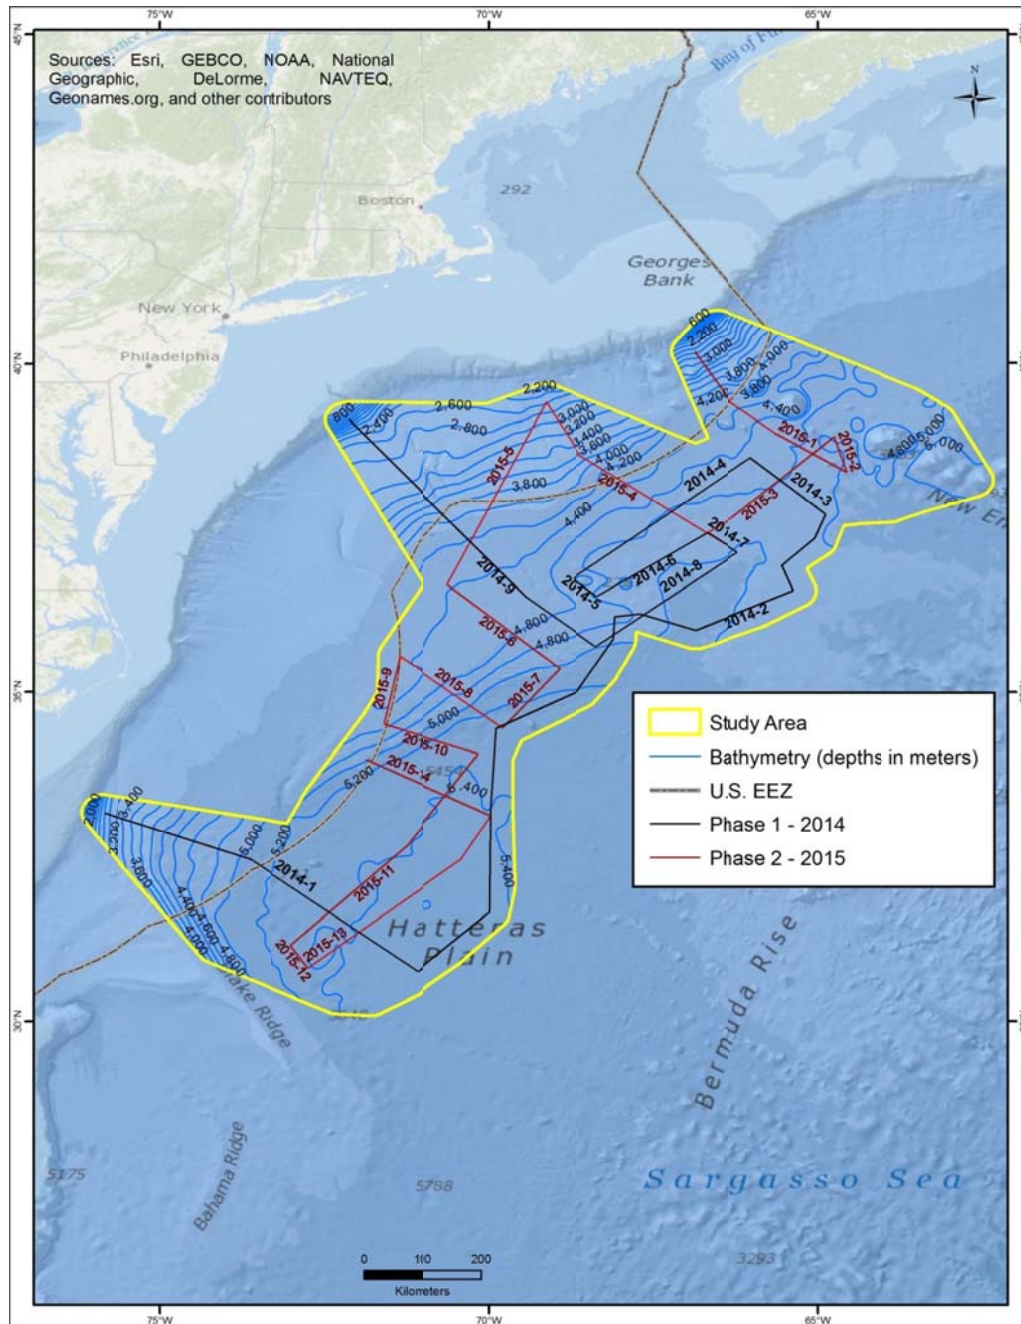 75°W
70°W
65°W
45°N
Sources: Esri, GEBCO, NOAA, National
Geographic, DeLorme, NAVTEQ,
Geonames.org, and other contributors
N
292
Boston
Georges
Bank
New York
Philadelphia
40°N
600
2,200
3,000
3,800
4,200
3,800
4,000
4,400
800
2,400
2,600
2,800
2,200
3,000
3,200
3,400
3,600
4,000
4,200
3,800
4,400
4,800
5,000
5,000
New En
2015-1
2015-2
2015-3
2015-4
2015-5
2014-3
2014-4
2014-7
2014-6
2014-8
2014-5
2014-9
2014-2
4,800
4,800
2015-6
2015-7
2015-8
2015-9
35°N
5,000
2015-10
2015-14
5,200
5,400
Study Area
Bathymetry (depths in meters)
U.S. EEZ
Phase 1 - 2014
Phase 2 - 2015
2,000
3,400
3,200
3,600
4,400
4,600
4,000
4,800
5,000
5,200
5,400
2014-1
2015-11
2015-13
2015-12
Hatteras
Plain
Bermuda Rise
30°N
Bahama Ridge
5175
5788
Sargasso Sea
3293
0 100 200
Kilometers
75°W
70°W
65°W